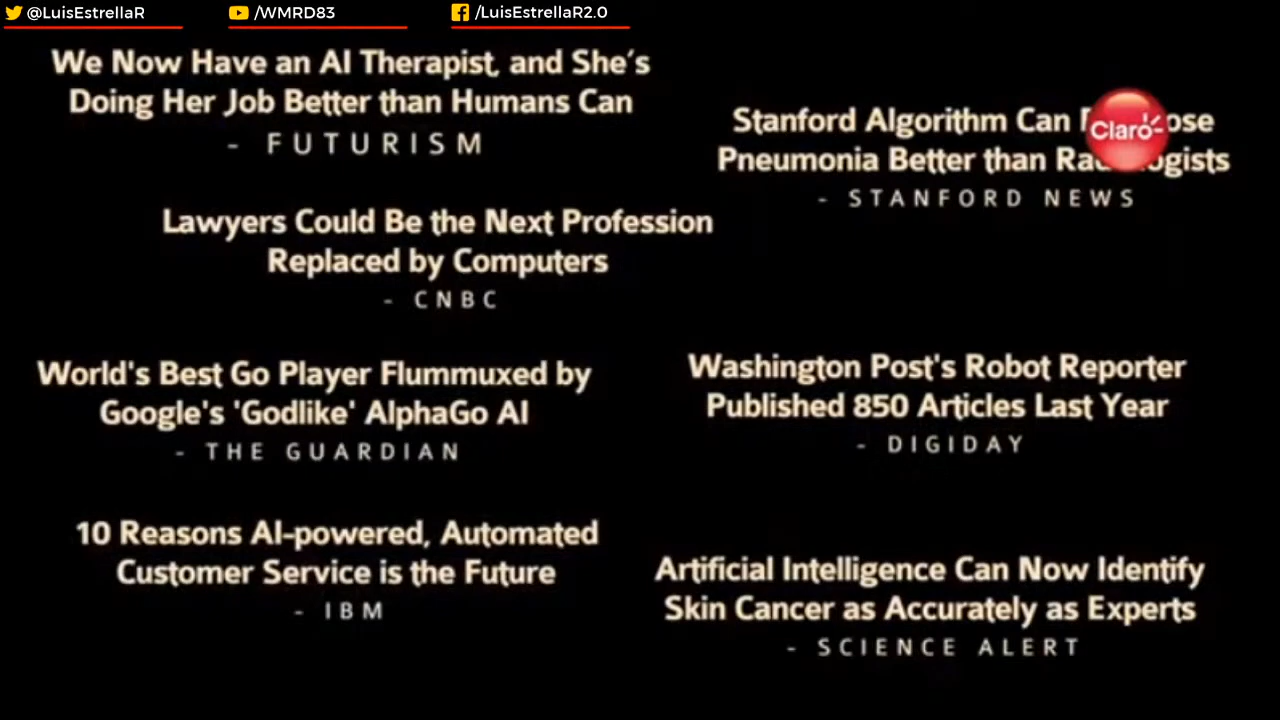 @LuisEstrellaR
/WMRD83
/LuisEstrellaR2.0
We Now Have an AI Therapist, and She's
Doing Her Job Better than Humans Can
- FUTURISM
Stanford Algorithm Can
Pneumonia Better than
- STANFORD NEWS
Claro
Lawyers Could Be the Next Profession
Replaced by Computers
- CNBC
World's Best Go Player Flummuxed by
Google's 'Godlike' AlphaGo AI
- THE GUARDIAN
Washington Post's Robot Reporter
Published 850 Articles Last Year
- DIGIDAY
10 Reasons AI-powered, Automated
Customer Service is the Future
- IBM
Artificial Intelligence Can Now Identify
Skin Cancer as Accurately as Experts
- SCIENCE ALERT